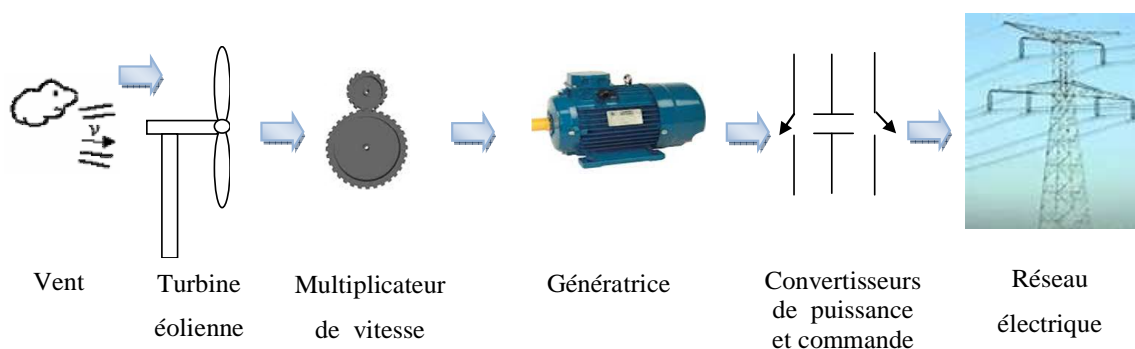 v
Vent
Turbine
éolienne
Multiplicateur
de vitesse
Génératrice
Convertisseurs
de puissance
et commande
Réseau
électrique